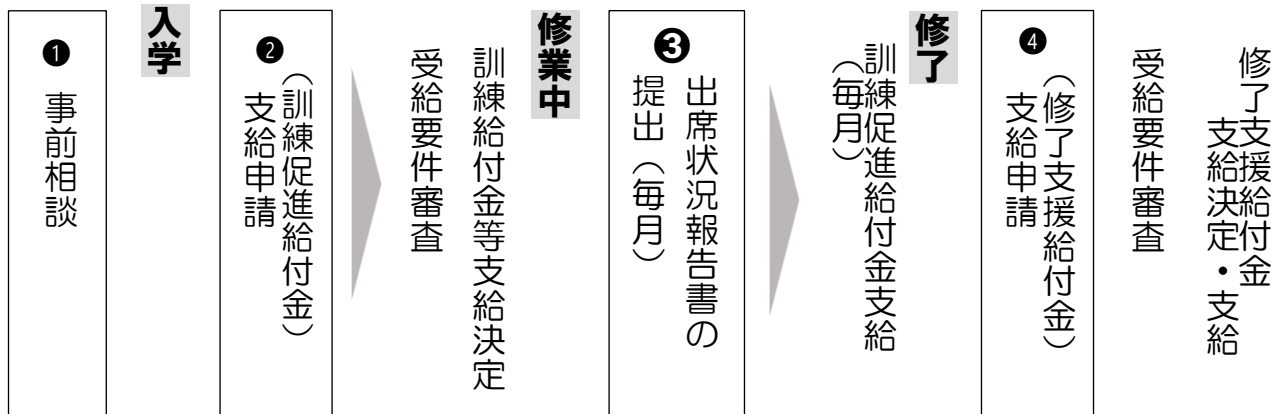 ❶
事前相談
入学
❷
支給申請
（訓練促進給付金）
受給要件審査
訓練給付金等支給決定
修業中
❸
出席状況報告書の
提出（毎月）
訓練促進給付金支給
（毎月）
修了
❹
支給申請
（修了支援給付金）
受給要件審査
修了支援給付金
支給決定・支給